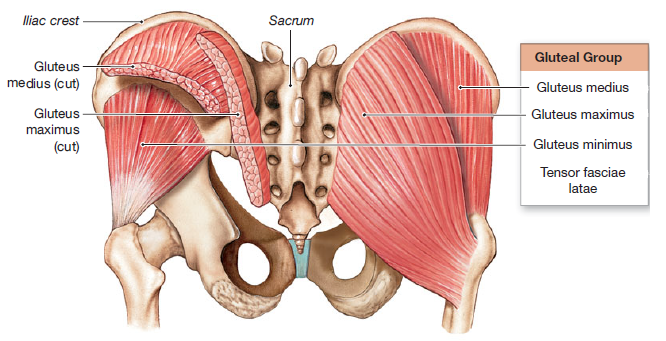 Iliac crest
Sacrum
Gluteus
medius (cut)
Gluteus
maximus
(cut)
Gluteal Group
Gluteus medius
Gluteus maximus
Gluteus minimus
Tensor fasciae
latae